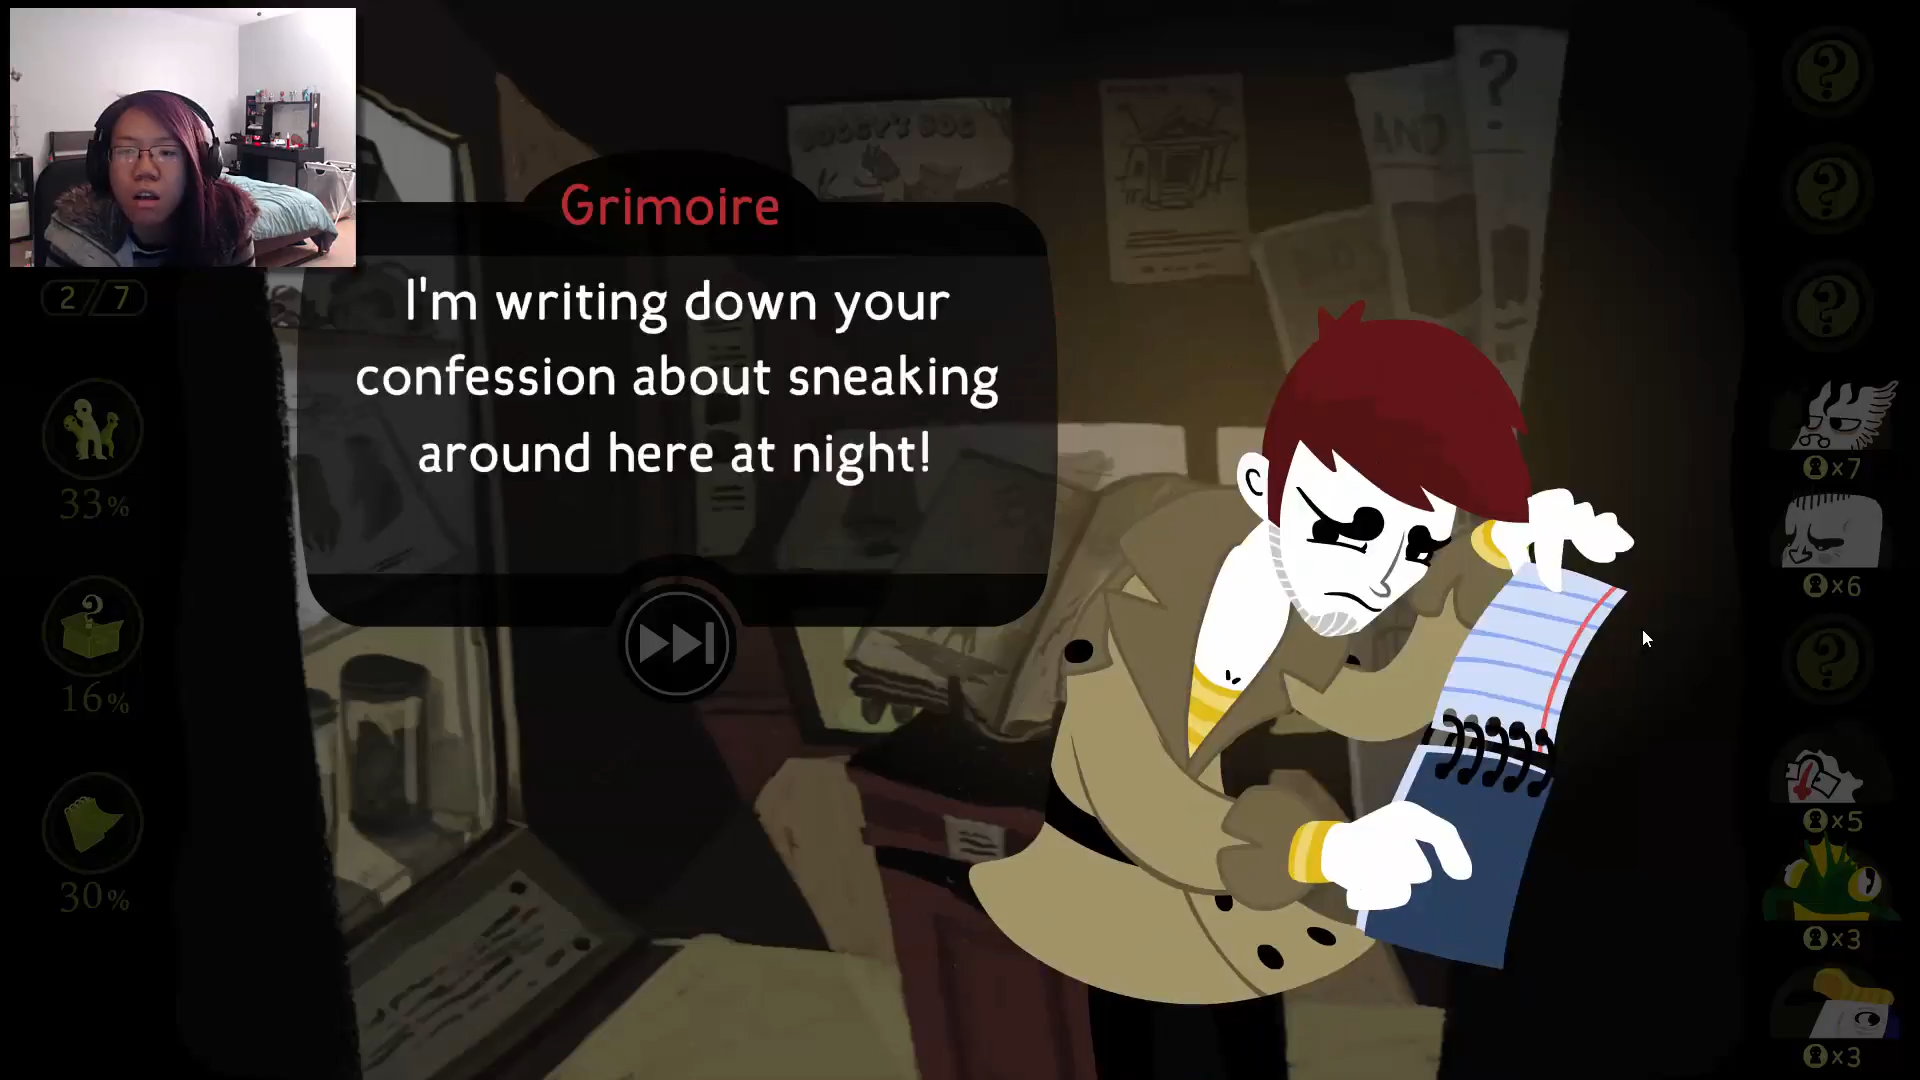 Grimoire
I'm writing down your
confession about sneaking
around here at night!
2/7
33%
16%
30%
?
AND
?
?
?
x7
x6
?
x5
x3
x3